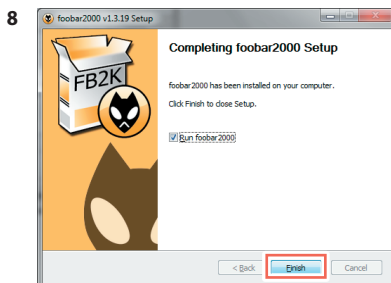 8
foobar2000 v1.3.19 Setup
Completing foobar2000 Setup
FB2K
foobar2000 has been installed on your computer.
Click Finish to close Setup.
Run foobar2000
< Back
Finish
Cancel